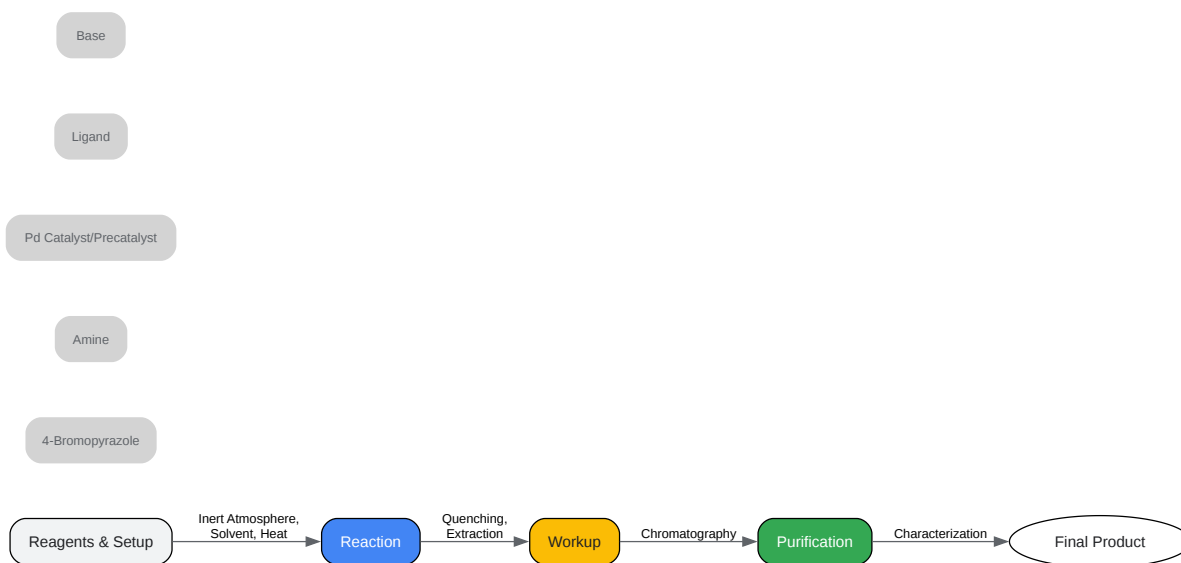 Base
Ligand
Pd Catalyst/Precatalyst
Amine
4-Bromopyrazole
Reagents & Setup
Inert Atmosphere,
Solvent, Heat
Reaction
Quenching,
Extraction
Workup
Chromatography
Purification
Characterization
Final Product